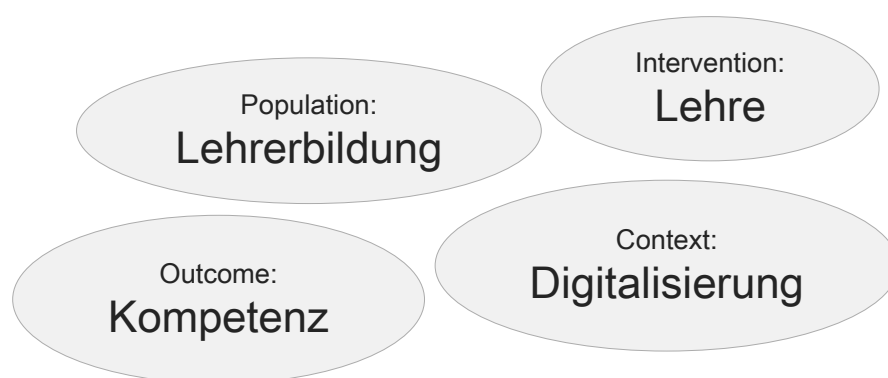 Population:
Lehrerbildung
Intervention:
Lehre
Outcome:
Kompetenz
Context:
Digitalisierung